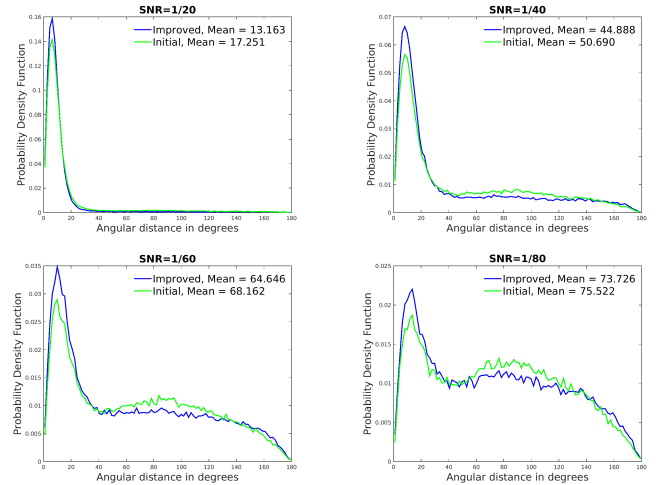 SNR=1/20
Improved, Mean = 13.163
Initial, Mean = 17.251
Probability Density Function
0.16
0.14
0.12
0.1
0.08
0.06
0.04
0.02
0
0 20 40 60 80 100 120 140 160 180
Angular distance in degrees
SNR=1/40
Improved, Mean = 44.888
Initial, Mean = 50.690
Probability Density Function
0.07
0.06
0.05
0.04
0.03
0.02
0.01
0
0 20 40 60 80 100 120 140 160 180
Angular distance in degrees
SNR=1/60
Improved, Mean = 64.646
Initial, Mean = 68.162
Probability Density Function
0.035
0.03
0.025
0.02
0.015
0.01
0.005
0
0 20 40 60 80 100 120 140 160 180
Angular distance in degrees
SNR=1/80
Improved, Mean = 73.726
Initial, Mean = 75.522
Probability Density Function
0.025
0.02
0.015
0.01
0.005
0
0 20 40 60 80 100 120 140 160 180
Angular distance in degrees